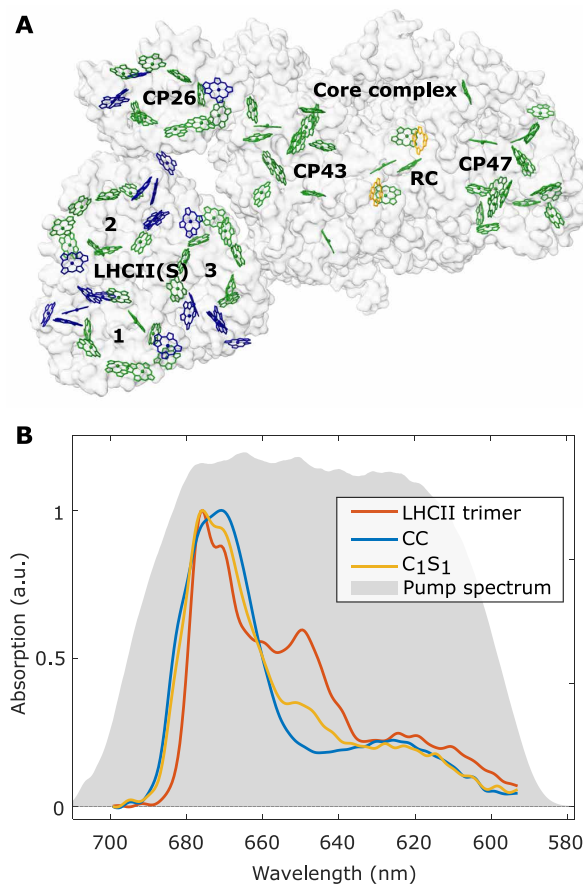 A
CP26
Core complex
CP43
RC
CP47
2
LHCII(S)
3
1
B
LHCII trimer
CC
C₁S₁
Pump spectrum
1
0.5
0
Absorption (a.u.)
700
680
660
640
620
600
580
Wavelength (nm)